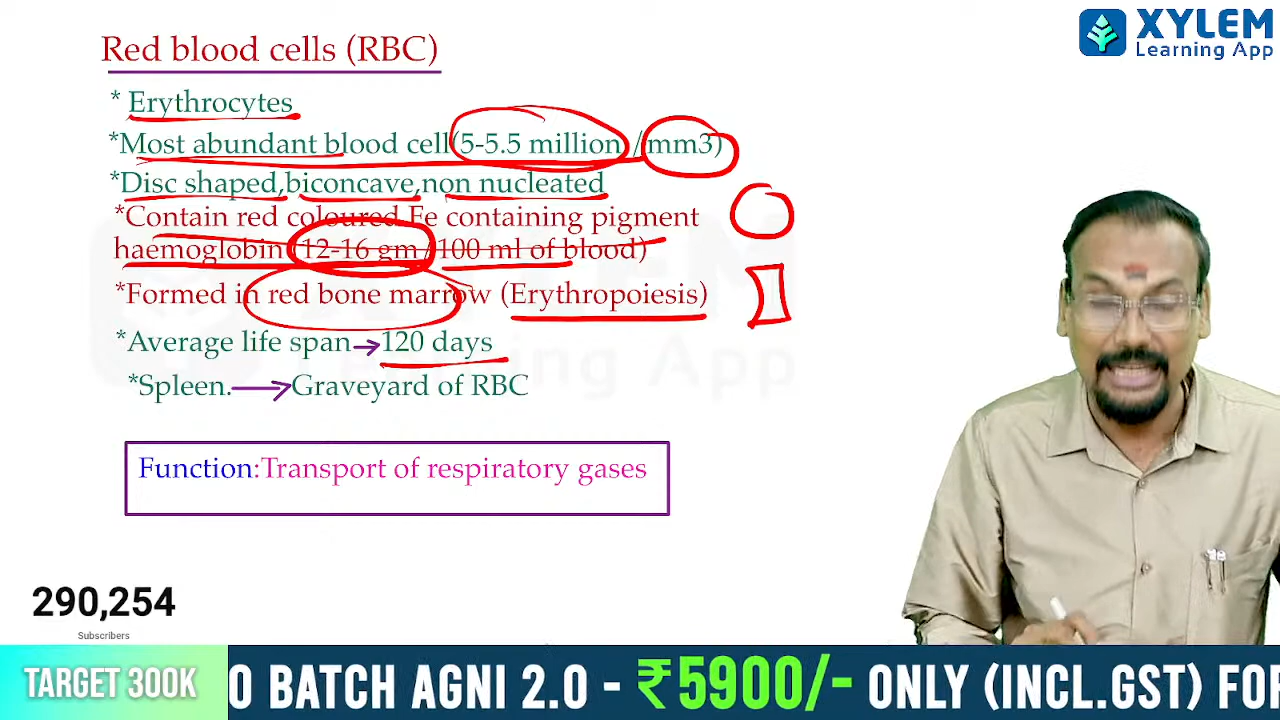 XYLEM
Learning App
Red blood cells (RBC)
* Erythrocytes
*Most abundant blood cell(5-5.5 million /mm3)
*Disc shaped,biconcave,non nucleated
*Contain red coloured Fe containing pigment
haemoglobin (12-16 gm/100 ml of blood)
*Formed in red bone marrow (Erythropoiesis)
*Average life span→120 days
*Spleen.→Graveyard of RBC
Function:Transport of respiratory gases
290,254
Subscribers
TARGET 300K
O BATCH AGNI 2.0 - ₹5900/- ONLY (INCL.GST) FO